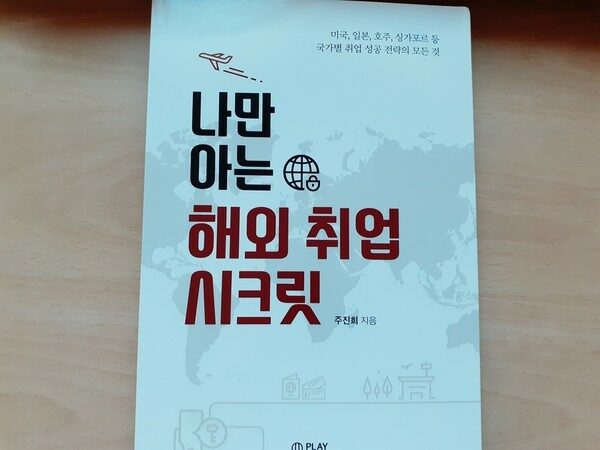 미국, 일본, 호주, 싱가포르 등
국가별 취업 성공 전략의 모든 것
나만
아는
해외 취업
시크릿
주진희 지음
PLAY